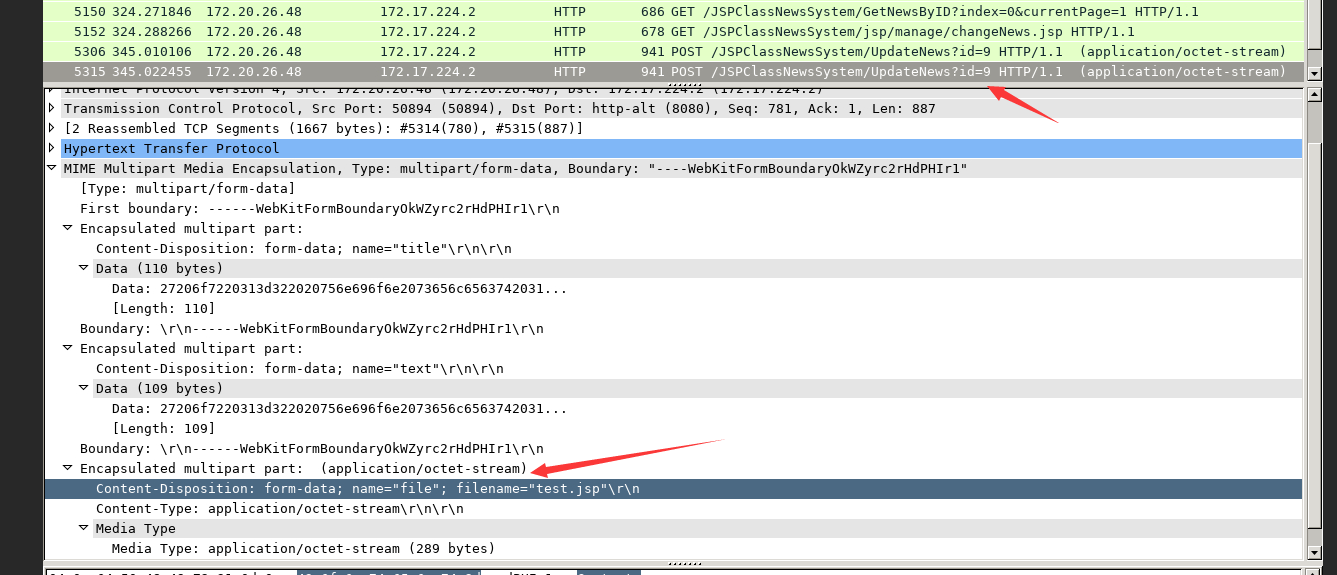 5150 324.271846 172.20.26.48 172.17.224.2 HTTP 686 GET /JSPClassNewsSystem/GetNewsByID?index=0&currentPage=1 HTTP/1.1
5152 324.288266 172.20.26.48 172.17.224.2 HTTP 678 GET /JSPClassNewsSystem/jsp/manage/changeNews.jsp HTTP/1.1
5306 345.010106 172.20.26.48 172.17.224.2 HTTP 941 POST /JSPClassNewsSystem/UpdateNews?id=9 HTTP/1.1 (application/octet-stream)
5315 345.022455 172.20.26.48 172.17.224.2 HTTP 941 POST /JSPClassNewsSystem/UpdateNews?id=9 HTTP/1.1 (application/octet-stream)
Internet Protocol Version 4, Src: 172.20.26.48 (172.20.26.48), Dst: 172.17.224.2 (172.17.224.2)
Transmission Control Protocol, Src Port: 50894 (50894), Dst Port: http-alt (8080), Seq: 781, Ack: 1, Len: 887
[2 Reassembled TCP Segments (1667 bytes): #5314(780), #5315(887)]
Hypertext Transfer Protocol
MIME Multipart Media Encapsulation, Type: multipart/form-data, Boundary: "----WebKitFormBoundaryOkWZyrc2rHdPHIr1"
[Type: multipart/form-data]
First boundary: ------WebKitFormBoundaryOkWZyrc2rHdPHIr1\r\n
Encapsulated multipart part:
Content-Disposition: form-data; name="title"\r\n\r\n
Data (110 bytes)
Data: 27206f7220313d322020756e696f6e2073656c6563742031...
[Length: 110]
Boundary: \r\n------WebKitFormBoundaryOkWZyrc2rHdPHIr1\r\n
Encapsulated multipart part:
Content-Disposition: form-data; name="text"\r\n\r\n
Data (109 bytes)
Data: 27206f7220313d322020756e696f6e2073656c6563742031...
[Length: 109]
Boundary: \r\n------WebKitFormBoundaryOkWZyrc2rHdPHIr1\r\n
Encapsulated multipart part: (application/octet-stream)
Content-Disposition: form-data; name="file"; filename="test.jsp"\r\n
Content-Type: application/octet-stream\r\n\r\n
Media Type
Media Type: application/octet-stream (289 bytes)